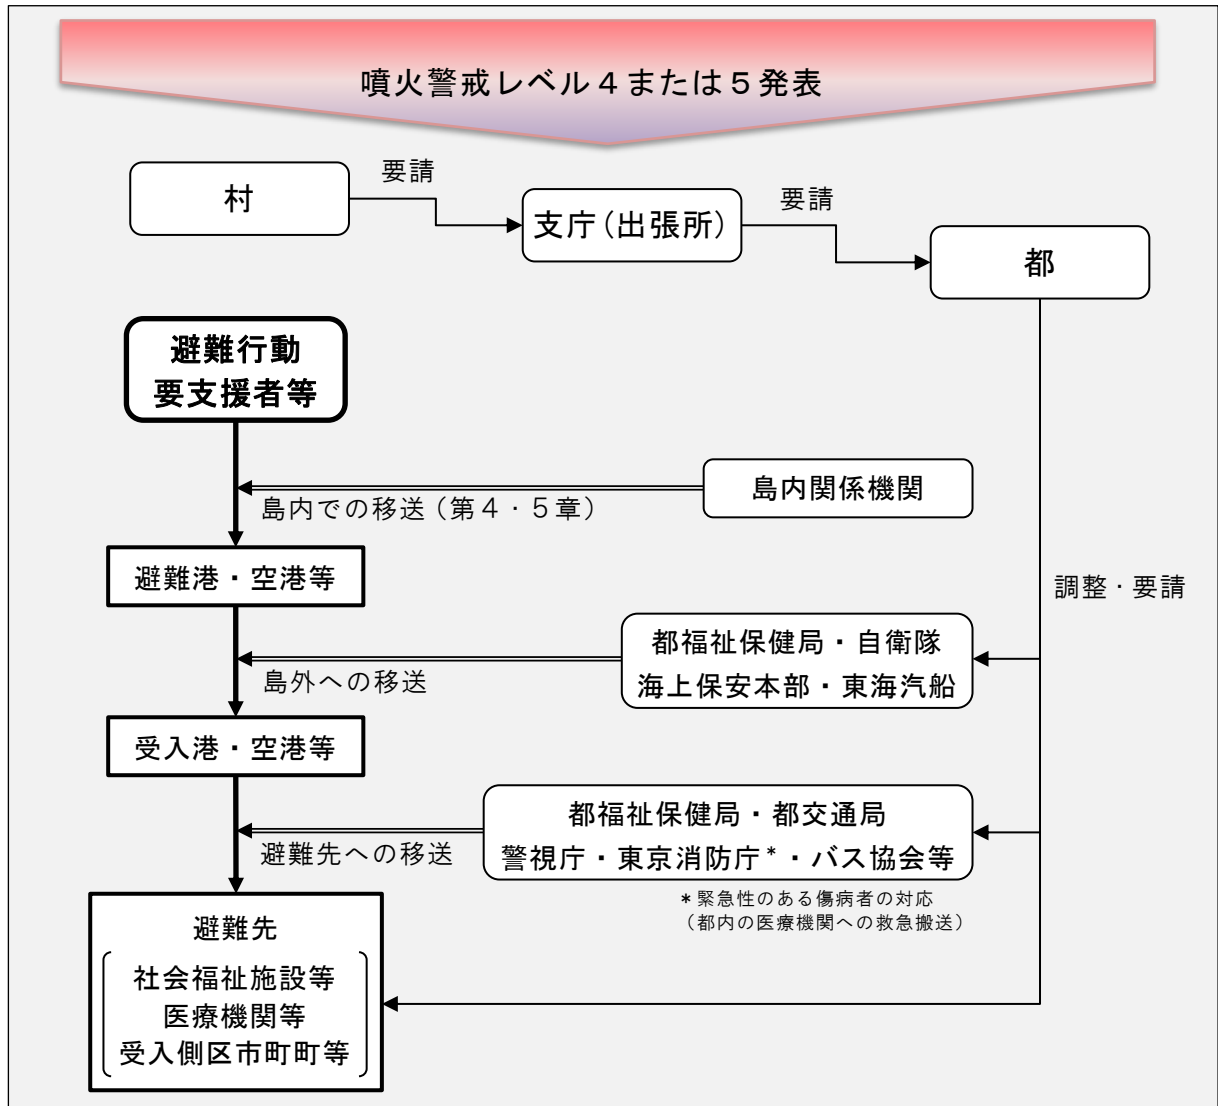 噴火警戒レベル４または５発表
村
要請
支庁（出張所）
要請
都
避難行動
要支援者等
島内関係機関
島内での移送（第４・５章）
避難港・空港等
調整・要請
都福祉保健局・自衛隊
海上保安本部・東海汽船
島外への移送
受入港・空港等
都福祉保健局・都交通局
警視庁・東京消防庁*・バス協会等
避難先への移送
*緊急性のある傷病者の対応
（都内の医療機関への救急搬送）
避難先
社会福祉施設等
医療機関等
受入側区市町町等